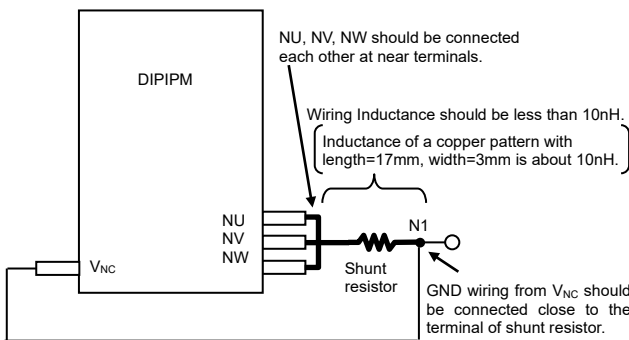 NU, NV, NW should be connected
each other at near terminals.
DIPIPM
Wiring Inductance should be less than 10nH.
Inductance of a copper pattern with
length=17mm, width=3mm is about 10nH.
NU
NV
NW
N1
VNC
Shunt
resistor
GND wiring from VNC should
be connected close to the
terminal of shunt resistor.